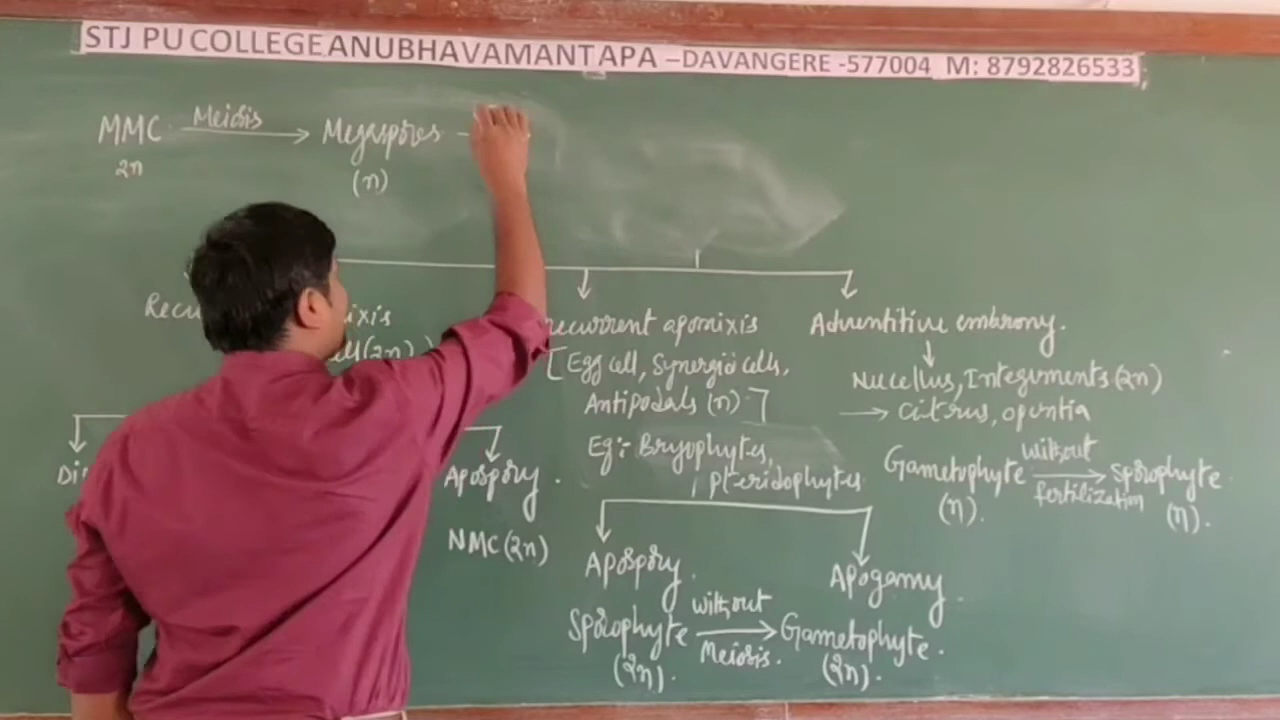 STJ PU COLLEGE ANUBHAVAMANTAPA –DAVANGERE -577004 M: 8792826533
MMC Meiosis Megaspores
2n (n)
recurrent apomixis
[Egg cell, Synergid cells,
Antipodals (n)]
Eg:- Bryophytes,
pteridophytes
Adventitive embrony.
Nucellus, Integuments (2n)
→ citrus, opuntia
Gametophyte without fertilization Sporophyte
(n). (n).
Apospory.
NMC (2n)
Apospory. Apogamy.
Sporophyte without Meiosis. Gametophyte.
(2n). (2n).